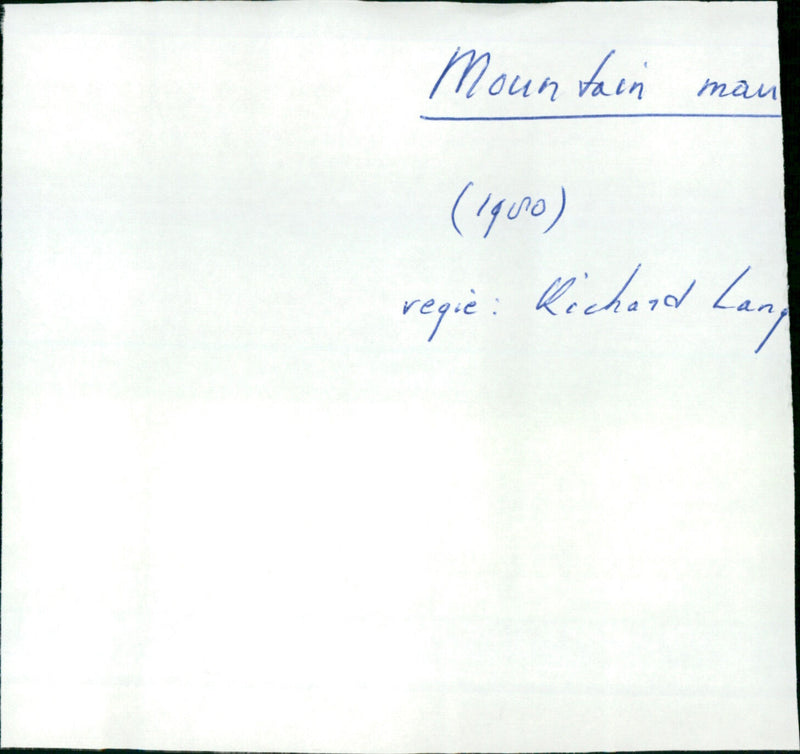 Mountain man
(1980)
regie: Richard Lang